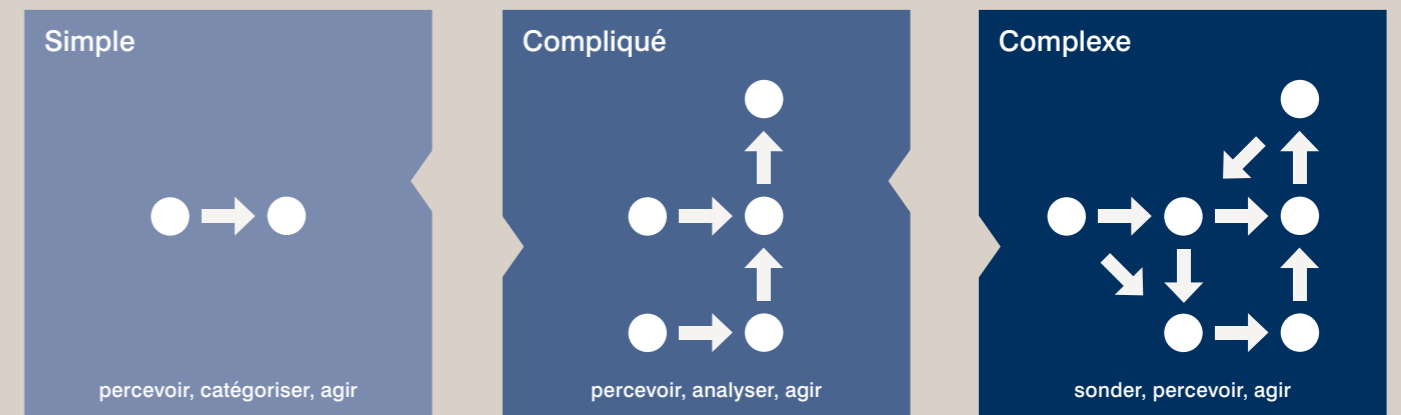 Simple
Compliqué
Complexe
percevoir, catégoriser, agir
percevoir, analyser, agir
sonder, percevoir, agir